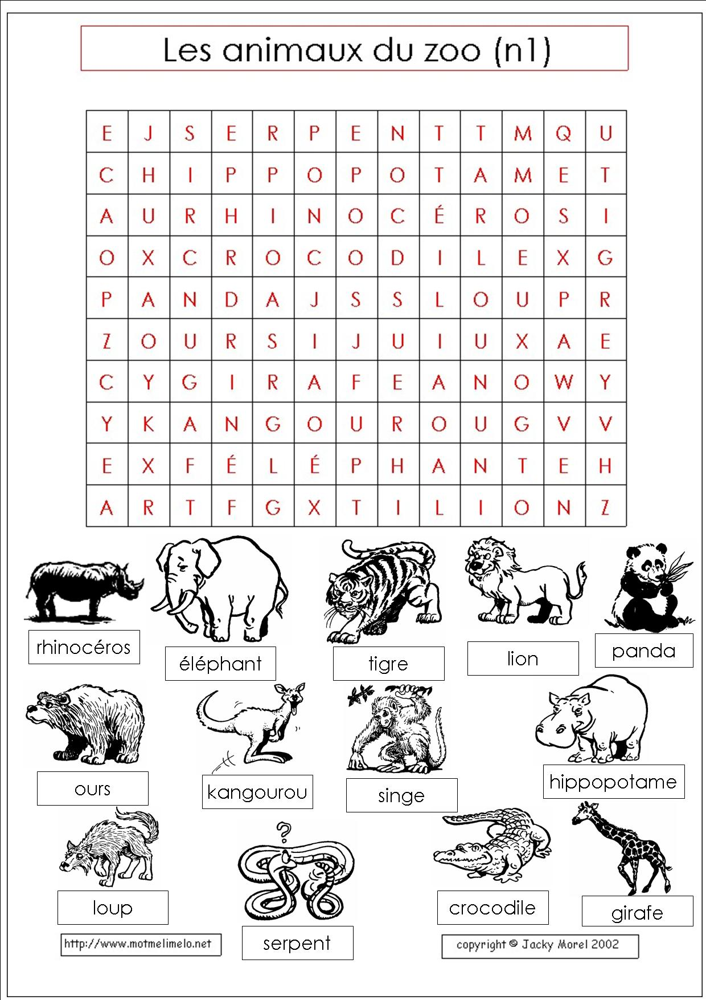 Les animaux du zoo (n1)
E J S E R P E N T T M Q U
C H I P P O P O T A M E T
A U R H I N O C É R O S I
O X C R O C O D I L E X G
P A N D A J S S L O U P R
Z O U R S I J U I U X A E
C Y G I R A F E A N O W Y
Y K A N G O U R O U G V V
E X F É L É P H A N T E H
A R T F G X T I L I O N Z
rhinocéros
éléphant
tigre
lion
panda
ours
kangourou
singe
hippopotame
loup
?
serpent
crocodile
girafe
http://www.motmelimelo.net
copyright © Jacky Morel 2002